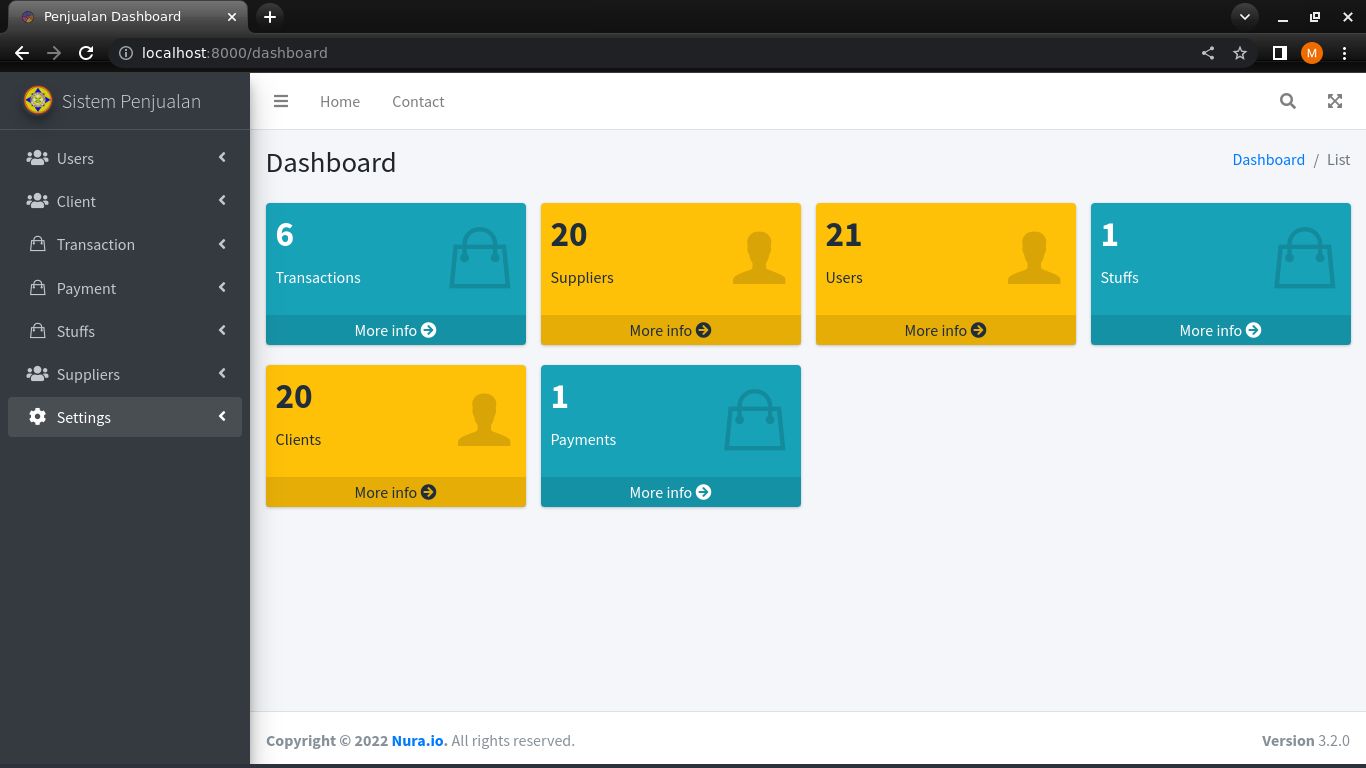 Penjualan Dashboard
localhost:8000/dashboard
M
Sistem Penjualan
Home
Contact
Users
Client
Transaction
Payment
Stuffs
Suppliers
Settings
Dashboard
Dashboard / List
6
Transactions
More info
20
Suppliers
More info
21
Users
More info
1
Stuffs
More info
20
Clients
More info
1
Payments
More info
Copyright © 2022 Nura.io. All rights reserved.
Version 3.2.0